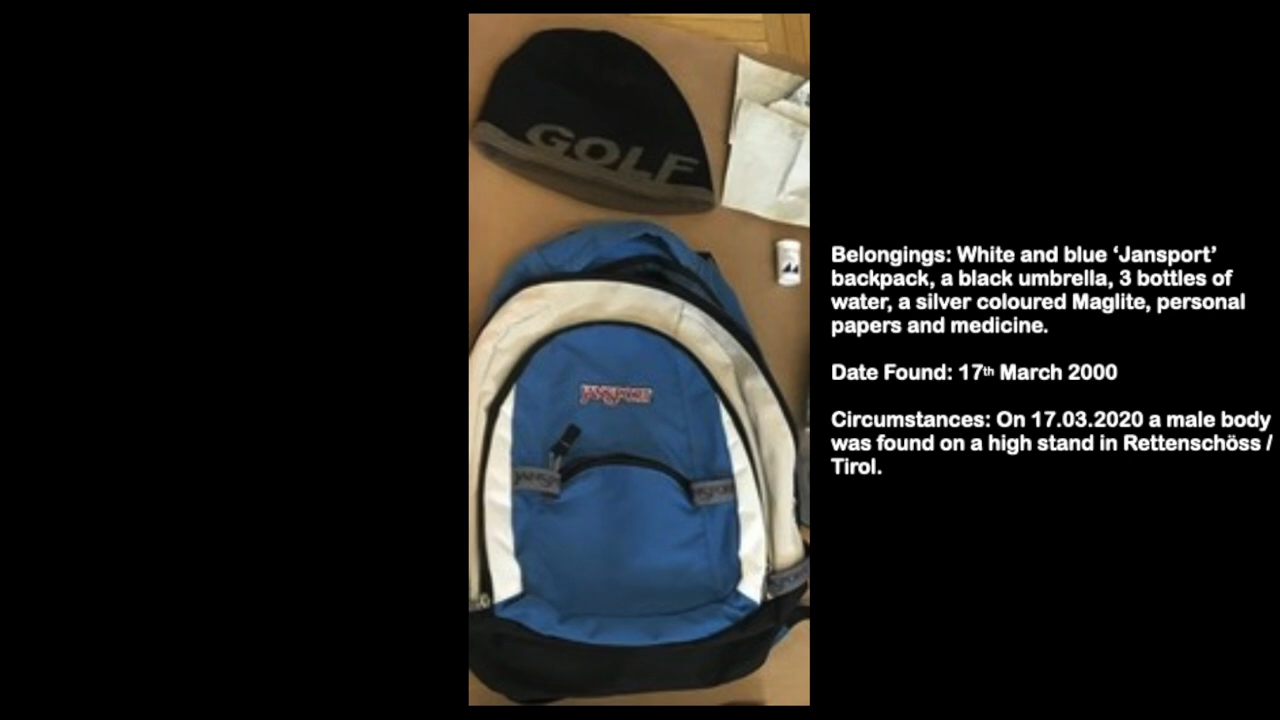 GOLF
JANSPORT
JANSP
NSPOR
Belongings: White and blue ‘Jansport’
backpack, a black umbrella, 3 bottles of
water, a silver coloured Maglite, personal
papers and medicine.
Date Found: 17th March 2000
Circumstances: On 17.03.2020 a male body
was found on a high stand in Rettenschöss /
Tirol.